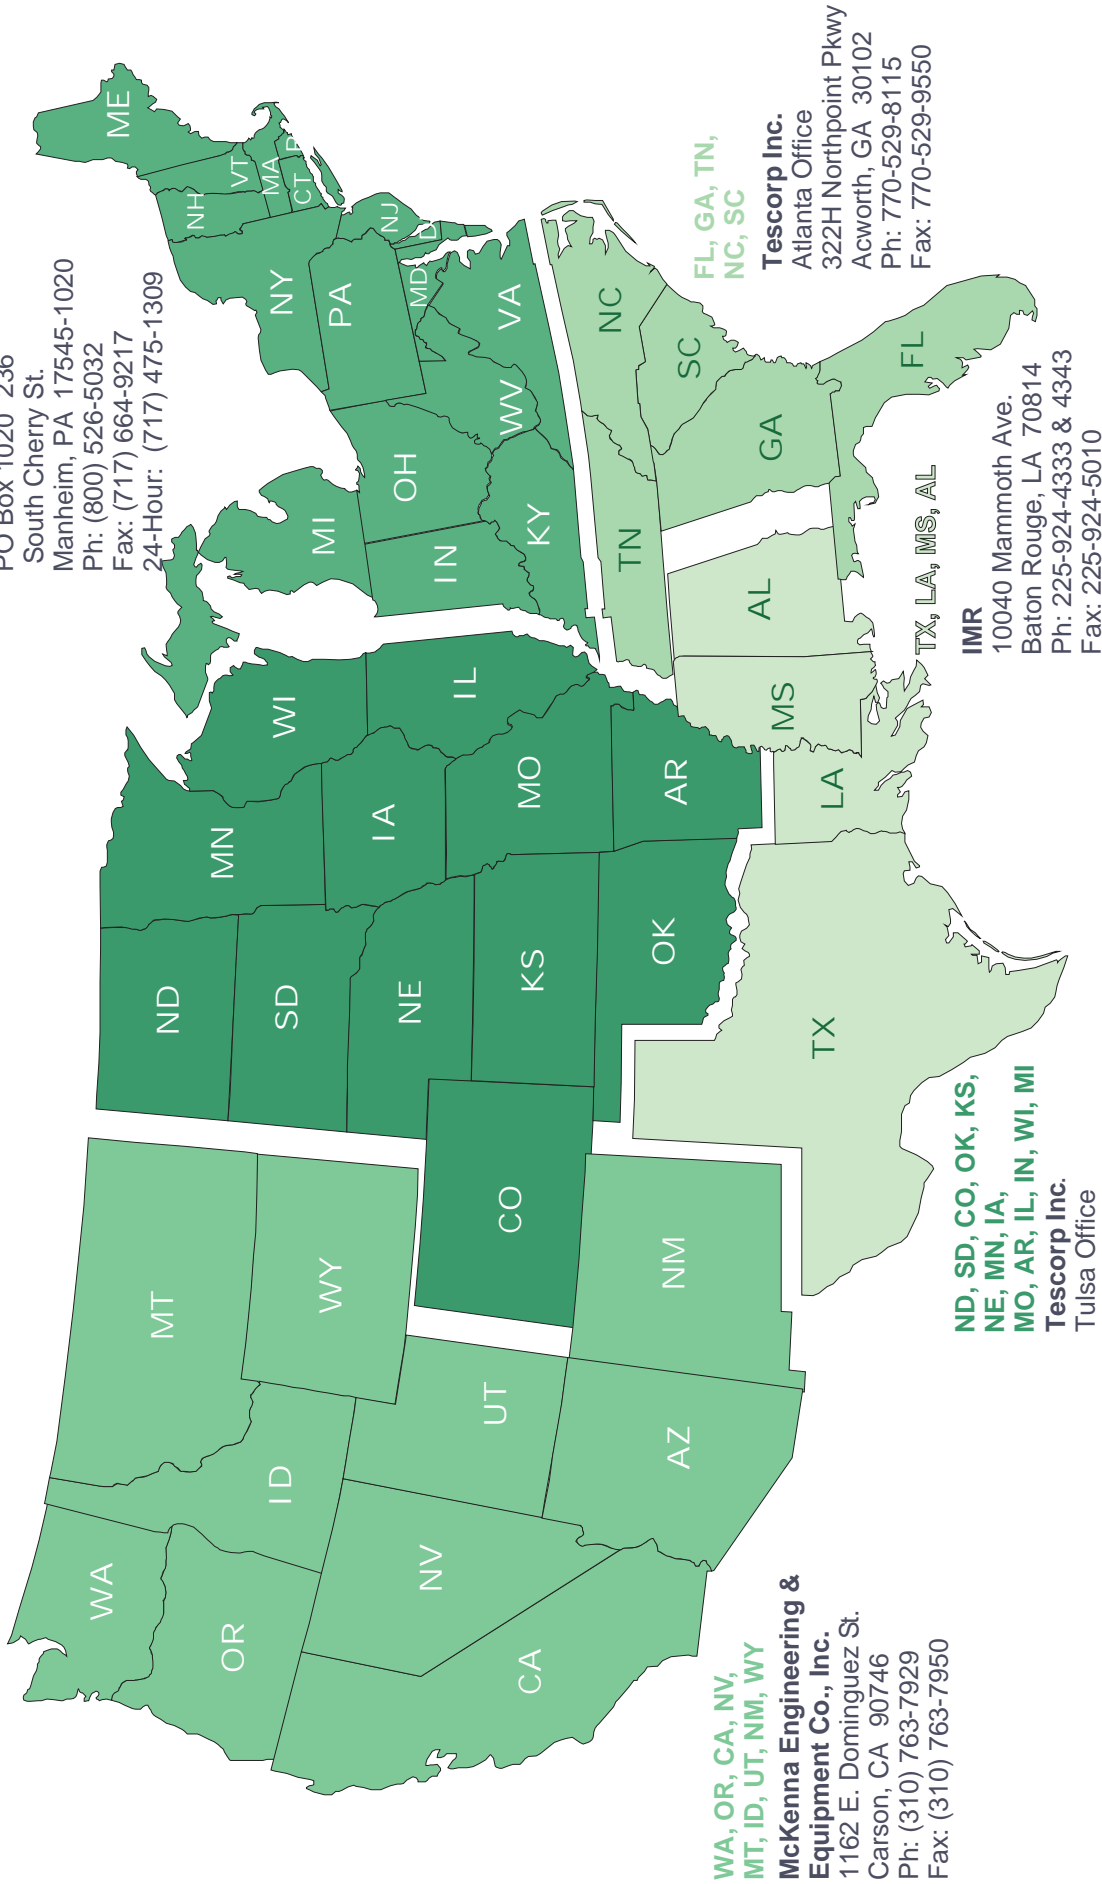 PO Box 1020 236
South Cherry St.
Manheim, PA 17545-1020
Ph: (800) 526-5032
Fax: (717) 664-9217
24-Hour: (717) 475-1309
WA
OR
CA
NV
ID
MT
WY
UT
AZ
NM
CO
ND
SD
NE
KS
OK
MN
IA
MO
AR
WI
IL
TX
LA
MS
AL
MI
IN
OH
KY
WV
VA
PA
NY
MD
NJ
CT
MA
VT
NH
ME
TN
NC
SC
GA
FL
WA, OR, CA, NV,
MT, ID, UT, NM, WY
McKenna Engineering &
Equipment Co., Inc.
1162 E. Dominguez St.
Carson, CA 90746
Ph: (310) 763-7929
Fax: (310) 763-7950
ND, SD, CO, OK, KS,
NE, MN, IA,
MO, AR, IL, IN, WI, MI
Tescorp Inc.
Tulsa Office
TX, LA, MS, AL
IMR
10040 Mammoth Ave.
Baton Rouge, LA 70814
Ph: 225-924-4333 & 4343
Fax: 225-924-5010
FL, GA, TN,
NC, SC
Tescorp Inc.
Atlanta Office
322H Northpoint Pkwy
Acworth, GA 30102
Ph: 770-529-8115
Fax: 770-529-9550